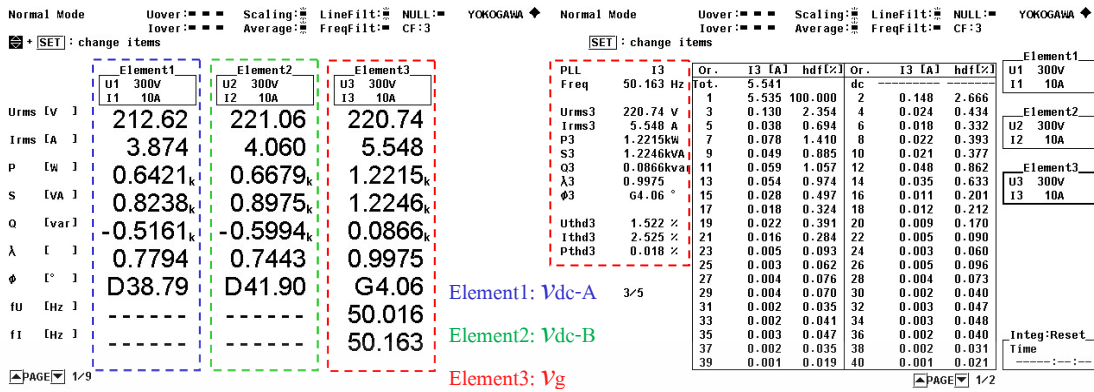 Normal Mode Uover:= = = Scaling: LineFilt: NULL:= YOKOGAWA ◆
Iover:= = = Average: FreqFilt: CF:3
+ SET : change items
Element1 Element2 Element3
U1 300V U2 300V U3 300V
I1 10A I2 10A I3 10A
Urms [V ] 212.62 221.06 220.74
Irms [A ] 3.874 4.060 5.548
P [W ] 0.6421k 0.6679k 1.2215k
S [VA ] 0.8238k 0.8975k 1.2246k
Q [var] -0.5161k -0.5994k 0.0866k
λ [ ] 0.7794 0.7443 0.9975
ϕ [° ] D38.79 D41.90 G4.06
fU [Hz ] ------ ------ 50.016
fI [Hz ] ------ ------ 50.163
▲PAGE▼ 1/9
Element1: Vdc-A
Element2: Vdc-B
Element3: Vg
Normal Mode Uover:= = = Scaling: LineFilt: NULL:= YOKOGAWA ◆
Iover:= = = Average: FreqFilt: CF:3
SET : change items
PLL I3
Freq 50.163 Hz
Urms3 220.74 V
Irms3 5.548 A
P3 1.2215kW
S3 1.2246kVA
Q3 0.0866kvar
λ3 0.9975
ϕ3 G4.06 °
Uthd3 1.522 %
Ithd3 2.525 %
Pthd3 0.018 %
3/5
Or. I3 [A] hdf[%] Or. I3 [A] hdf[%]
Tot. 5.541 dc -------- -------
1 5.535 100.000 2 0.148 2.666
3 0.130 2.354 4 0.024 0.434
5 0.038 0.694 6 0.018 0.332
7 0.078 1.410 8 0.022 0.393
9 0.049 0.885 10 0.021 0.377
11 0.059 1.057 12 0.048 0.862
13 0.054 0.974 14 0.035 0.633
15 0.028 0.497 16 0.011 0.201
17 0.018 0.324 18 0.012 0.212
19 0.022 0.391 20 0.009 0.170
21 0.016 0.284 22 0.005 0.090
23 0.005 0.093 24 0.003 0.060
25 0.003 0.062 26 0.005 0.096
27 0.004 0.076 28 0.004 0.073
29 0.004 0.070 30 0.002 0.040
31 0.002 0.035 32 0.003 0.047
33 0.002 0.041 34 0.003 0.048
35 0.003 0.047 36 0.002 0.040
37 0.002 0.035 38 0.002 0.031
39 0.001 0.019 40 0.001 0.021
▲PAGE▼ 1/2
Element1
U1 300V
I1 10A
Element2
U2 300V
I2 10A
Element3
U3 300V
I3 10A
Integ:Reset
Time
-----:--:--